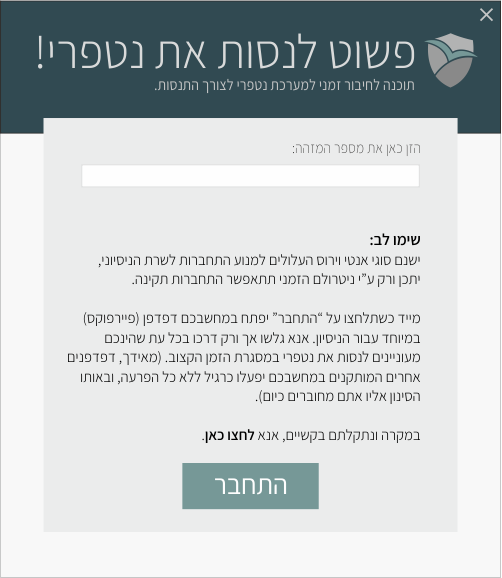 פשוט לנסות את נטפרי!
תוכנה לחיבור זמני למערכת נטפרי לצורך התנסות.
הזן כאן את מספר המזהה:
שימו לב:
ישנם סוגי אנטי וירוס העלולים למנוע התחברות לשרת הניסיוני,
יתכן ורק ע״י ניטרולם הזמני תתאפשר התחברות תקינה.
מייד כשתלחצו על ״התחבר״ יפתח במחשבכם דפדפן (פיירפוקס)
במיוחד עבור הניסיון. אנא גלשו אך ורק דרכו בכל עת שהינכם
מעוניינים לנסות את נטפרי במסגרת הזמן הקצוב. (מאידך, דפדפנים
אחרים המותקנים במחשבכם יפעלו כרגיל ללא כל הפרעה, ובאותו
הסינון אליו אתם מחוברים כיום).
במקרה ונתקלתם בקשיים, אנא לחצו כאן.
התחבר